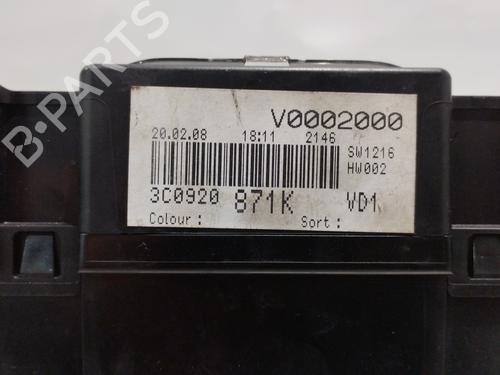 V0002000
20.02.08 18:11 2146
SW1216
HW002
3C0920 871K VD1
Colour : Sort :
B-PARTS